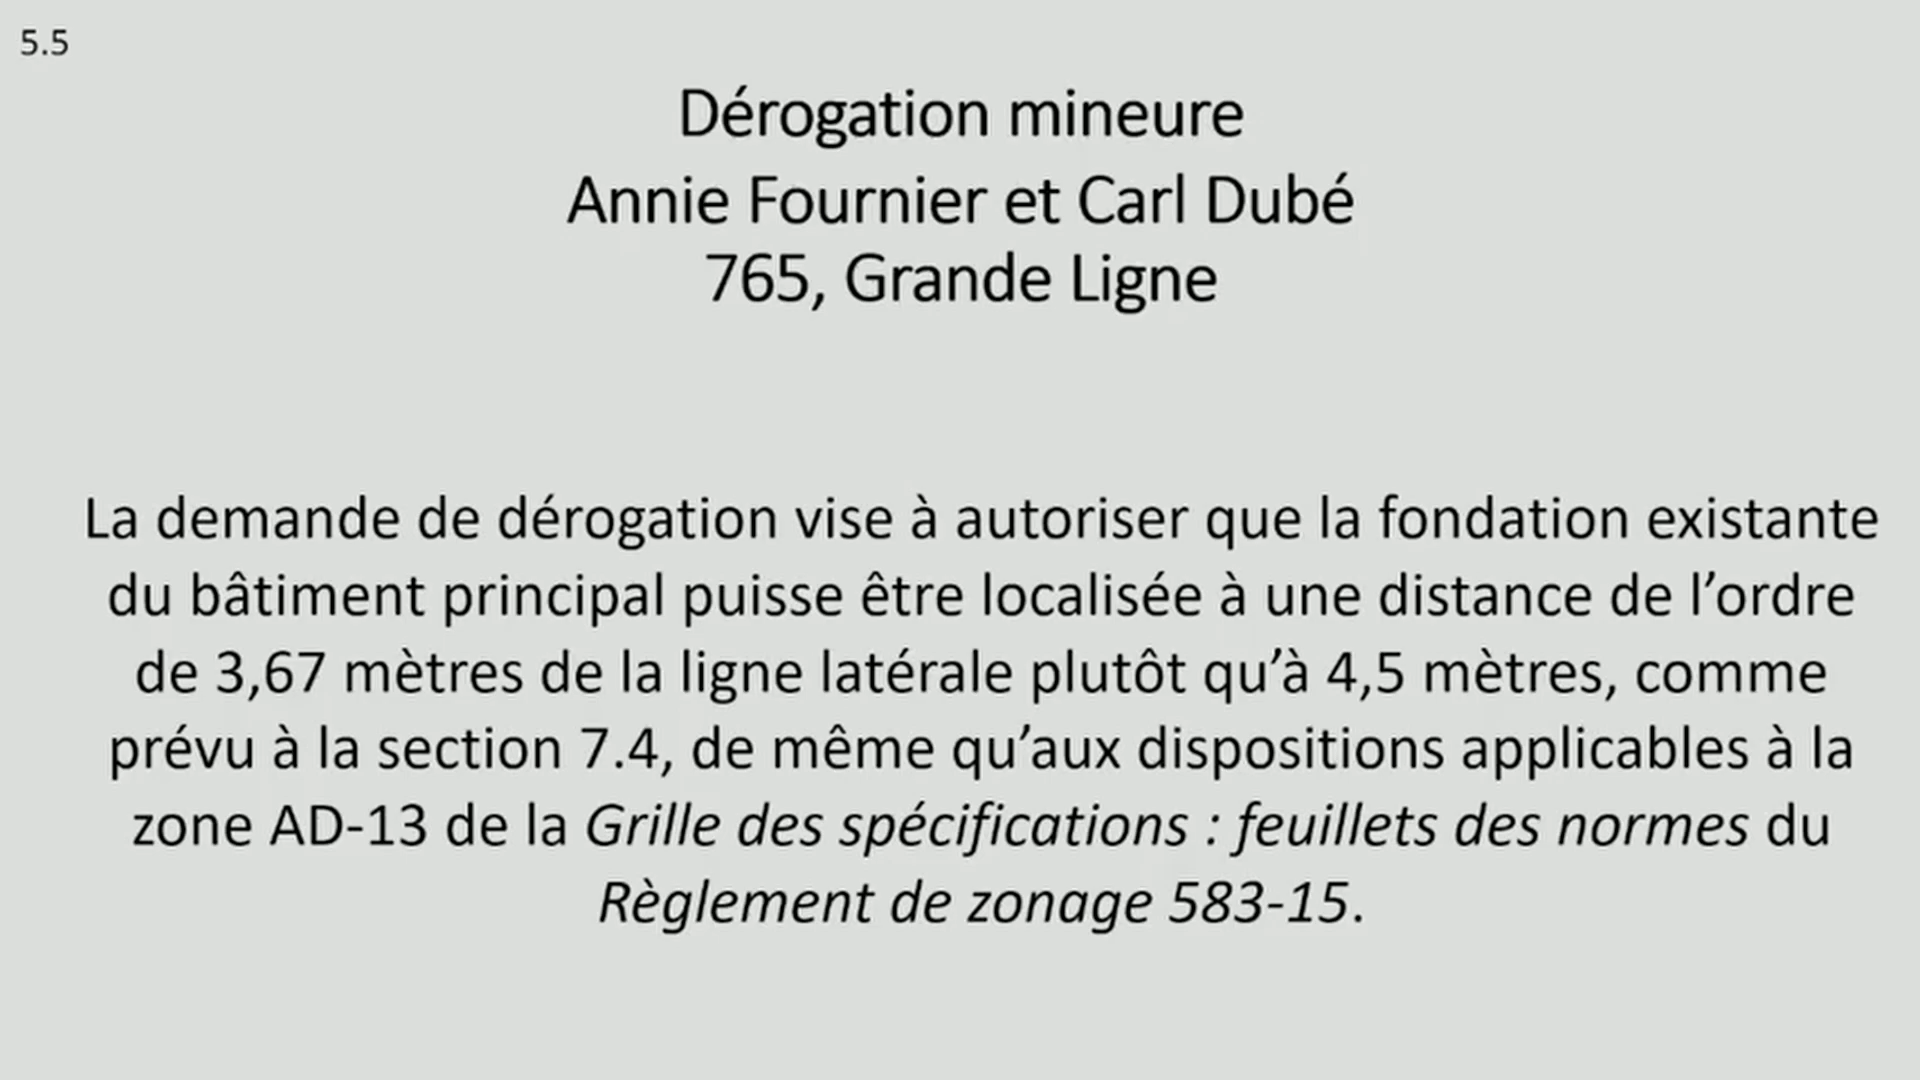 5.5
Dérogation mineure
Annie Fournier et Carl Dubé
765, Grande Ligne
La demande de dérogation vise à autoriser que la fondation existante
du bâtiment principal puisse être localisée à une distance de l’ordre
de 3,67 mètres de la ligne latérale plutôt qu’à 4,5 mètres, comme
prévu à la section 7.4, de même qu’aux dispositions applicables à la
zone AD-13 de la Grille des spécifications : feuillets des normes du
Règlement de zonage 583-15.